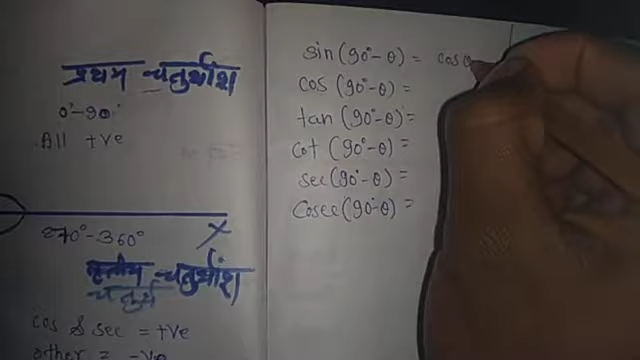 प्रथम चतुर्थांश
0°-90°
All +ve
270°-360° X
तृतीय चतुर्थांश
चतुर्थ
cos & sec = +ve
other = -ve
sin(90°-θ) = cos θ
cos(90°-θ) =
tan(90°-θ) =
cot(90°-θ) =
sec(90°-θ) =
Cosec(90°-θ) =